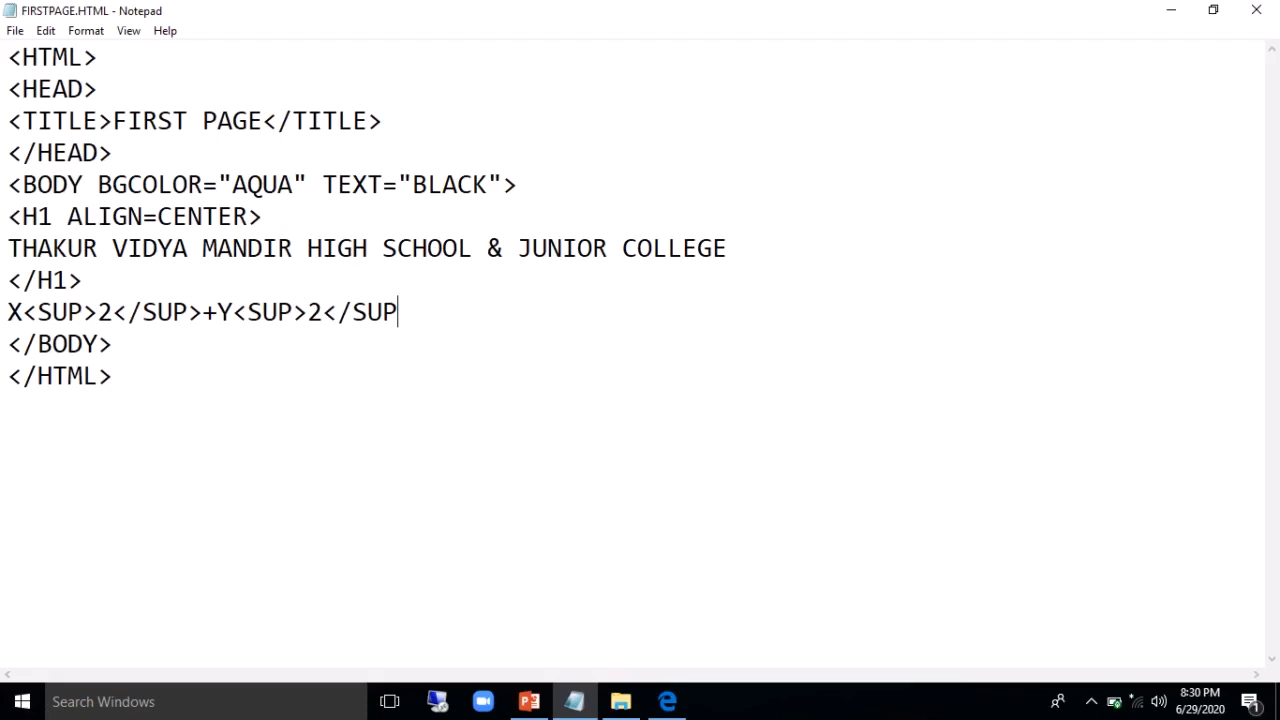 FIRSTPAGE.HTML - Notepad
File Edit Format View Help
<HTML>
<HEAD>
<TITLE>FIRST PAGE</TITLE>
</HEAD>
<BODY BGCOLOR="AQUA" TEXT="BLACK">
<H1 ALIGN=CENTER>
THAKUR VIDYA MANDIR HIGH SCHOOL & JUNIOR COLLEGE
</H1>
X<SUP>2</SUP>+Y<SUP>2</SUP
</BODY>
</HTML>
Search Windows
8:30 PM
6/29/2020
1